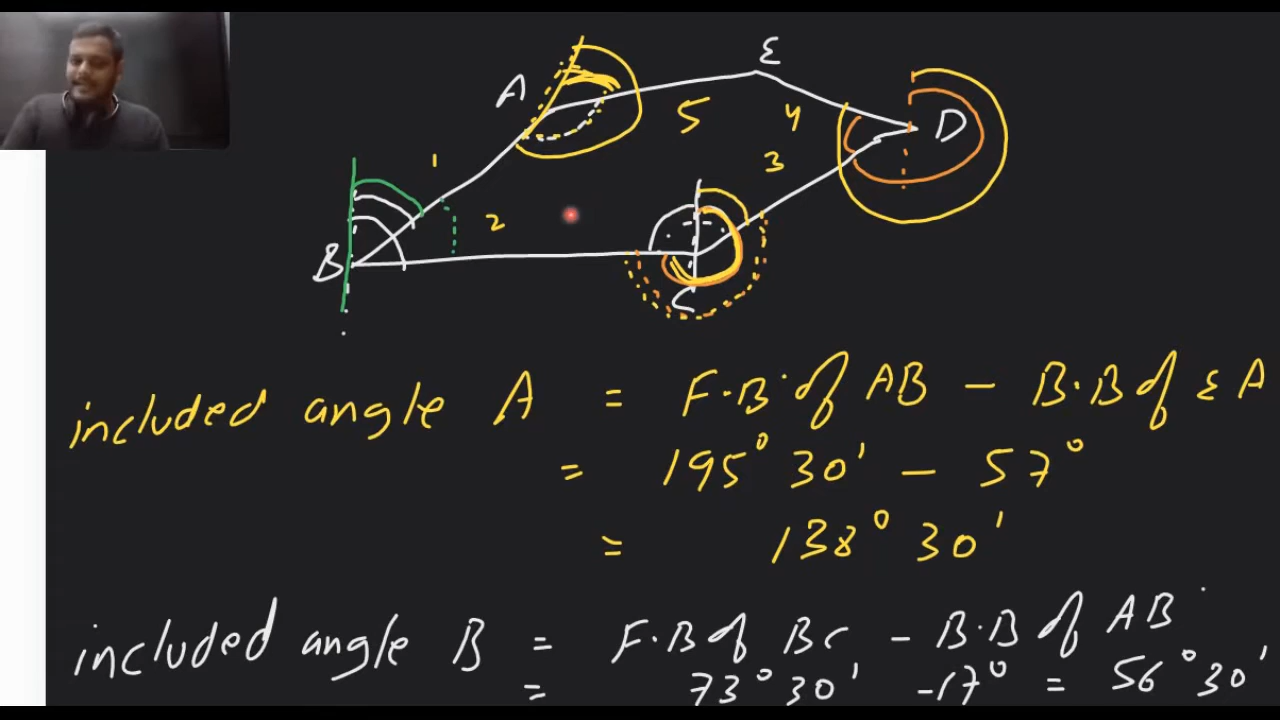 E
A
5
4
D
1
3
2
B
C
included angle A = F.B of AB - B.B of EA
= 195° 30' - 57°
= 138° 30'
included angle B = F.B of BC - B.B of AB
= 73° 30' -17° = 56° 30'